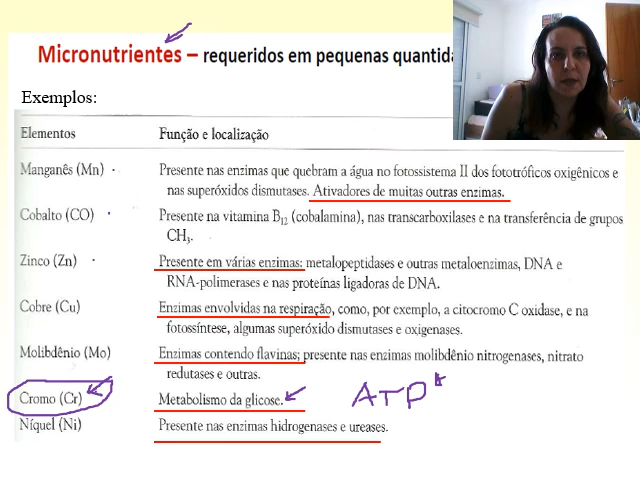 Micronutrientes – requeridos em pequenas quantida
Exemplos:
Elementos Função e localização
Manganês (Mn) Presente nas enzimas que quebram a água no fotossistema II dos fototróficos oxigênicos e
nas superóxidos dismutases. Ativadores de muitas outras enzimas.
Cobalto (CO) Presente na vitamina B12 (cobalamina), nas transcarboxilases e na transferência de grupos
CH3.
Zinco (Zn) Presente em várias enzimas: metalopeptidases e outras metaloenzimas, DNA e
RNA-polimerases e nas proteínas ligadoras de DNA.
Cobre (Cu) Enzimas envolvidas na respiração, como, por exemplo, a citocromo C oxidase, e na
fotossíntese, algumas superóxido dismutases e oxigenases.
Molibdênio (Mo) Enzimas contendo flavinas; presente nas enzimas molibdênio nitrogenases, nitrato
redutases e outras.
Cromo (Cr) Metabolismo da glicose. ATP
Níquel (Ni) Presente nas enzimas hidrogenases e ureases.